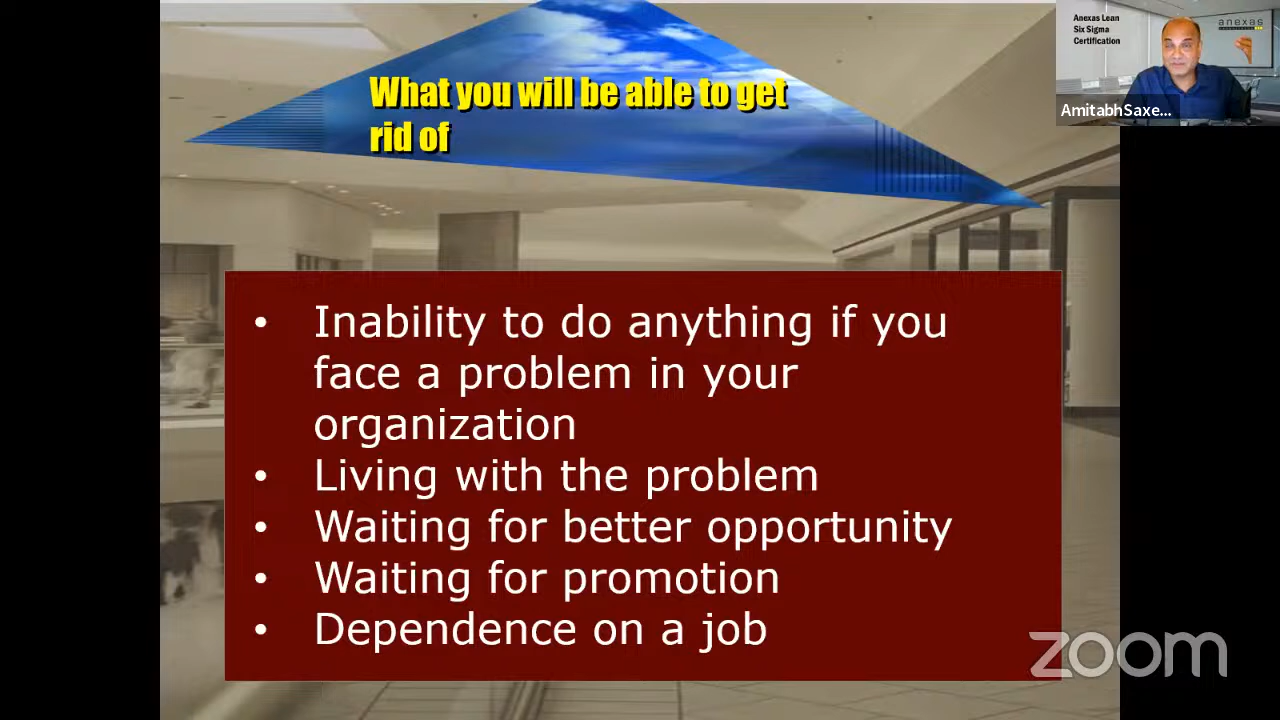 What you will be able to get
rid of
Anexas Lean
Six Sigma
Certification
anexas
AmitabhSaxe...
• Inability to do anything if you
face a problem in your
organization
• Living with the problem
• Waiting for better opportunity
• Waiting for promotion
• Dependence on a job
zoom